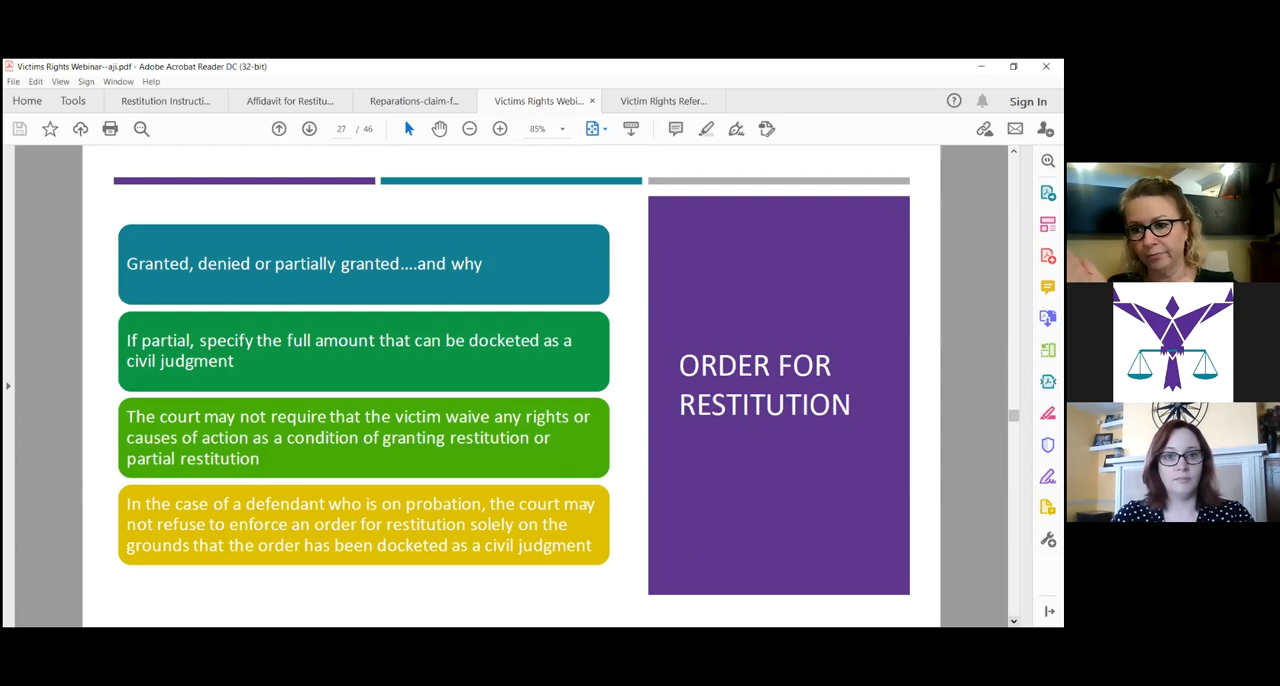 Victims Rights Webinar--aji.pdf - Adobe Acrobat Reader DC (32-bit)
File Edit View Sign Window Help
Home Tools Restitution Instructi... Affidavit for Restitu... Reparations-claim-f... Victims Rights Webi... × Victim Rights Refer... Sign In
27 / 46 85%
Granted, denied or partially granted....and why
If partial, specify the full amount that can be docketed as a
civil judgment
The court may not require that the victim waive any rights or
causes of action as a condition of granting restitution or
partial restitution
In the case of a defendant who is on probation, the court may
not refuse to enforce an order for restitution solely on the
grounds that the order has been docketed as a civil judgment
ORDER FOR
RESTITUTION